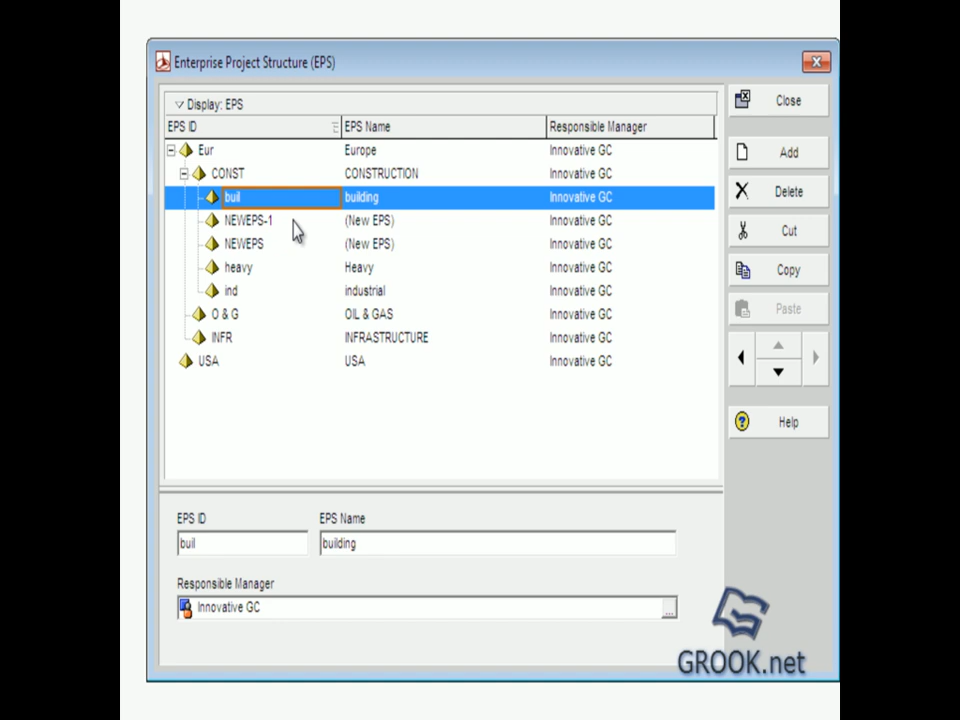 Enterprise Project Structure (EPS)
Display: EPS
EPS ID EPS Name Responsible Manager
Eur Europe Innovative GC
CONST CONSTRUCTION Innovative GC
buil building Innovative GC
NEWEPS-1 (New EPS) Innovative GC
NEWEPS (New EPS) Innovative GC
heavy Heavy Innovative GC
ind industrial Innovative GC
O & G OIL & GAS Innovative GC
INFR INFRASTRUCTURE Innovative GC
USA USA Innovative GC
Close
Add
Delete
Cut
Copy
Paste
Help
EPS ID EPS Name
buil building
Responsible Manager
Innovative GC ...
GROOK.net